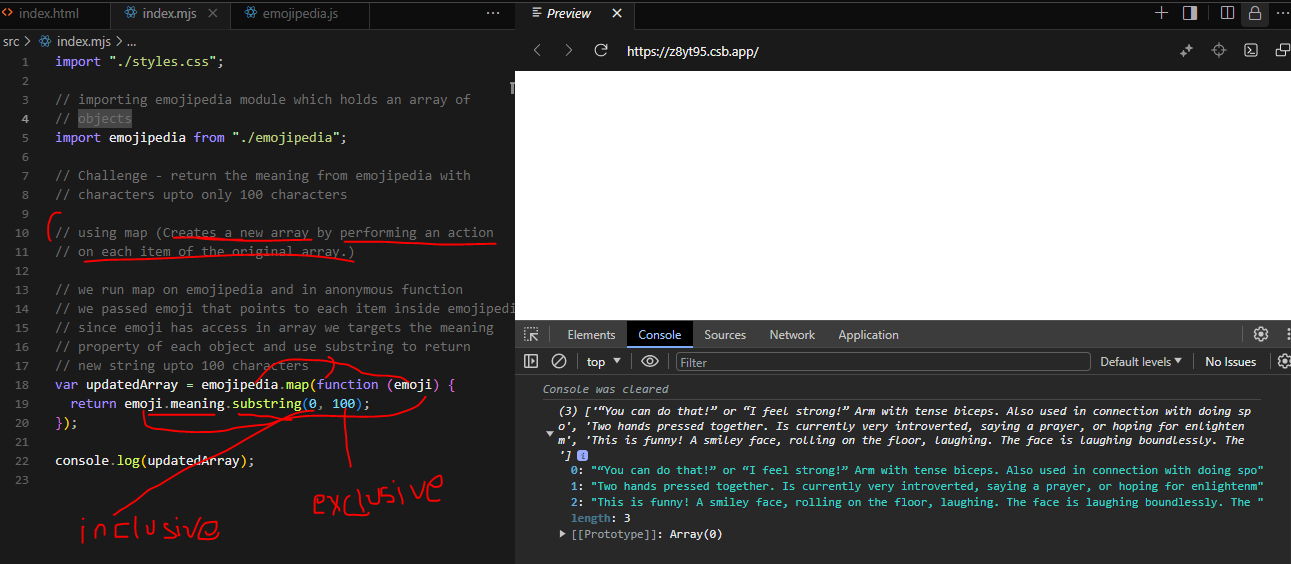 index.html
index.mjs
emojipedia.js
...
src > index.mjs > ...
1 import "./styles.css";
2
3 // importing emojipedia module which holds an array of
4 // objects
5 import emojipedia from "./emojipedia";
6
7 // Challenge - return the meaning from emojipedia with
8 // characters upto only 100 characters
9
10 // using map (Creates a new array by performing an action
11 // on each item of the original array.)
12
13 // we run map on emojipedia and in anonymous function
14 // we passed emoji that points to each item inside emojipedi
15 // since emoji has access in array we targets the meaning
16 // property of each object and use substring to return
17 // new string upto 100 characters
18 var updatedArray = emojipedia.map(function (emoji) {
19 return emoji.meaning.substring(0, 100);
20 });
21
22 console.log(updatedArray);
23
inclusive
exclusive
Preview
https://z8yt95.csb.app/
Elements Console Sources Network Application
top Filter Default levels No Issues
Console was cleared
(3) ['“You can do that!” or “I feel strong!” Arm with tense biceps. Also used in connection with doing sp
o', 'Two hands pressed together. Is currently very introverted, saying a prayer, or hoping for enlighten
m', 'This is funny! A smiley face, rolling on the floor, laughing. The face is laughing boundlessly. The
'] i
0: "“You can do that!” or “I feel strong!” Arm with tense biceps. Also used in connection with doing spo"
1: "Two hands pressed together. Is currently very introverted, saying a prayer, or hoping for enlightenm"
2: "This is funny! A smiley face, rolling on the floor, laughing. The face is laughing boundlessly. The "
length: 3
[[Prototype]]: Array(0)